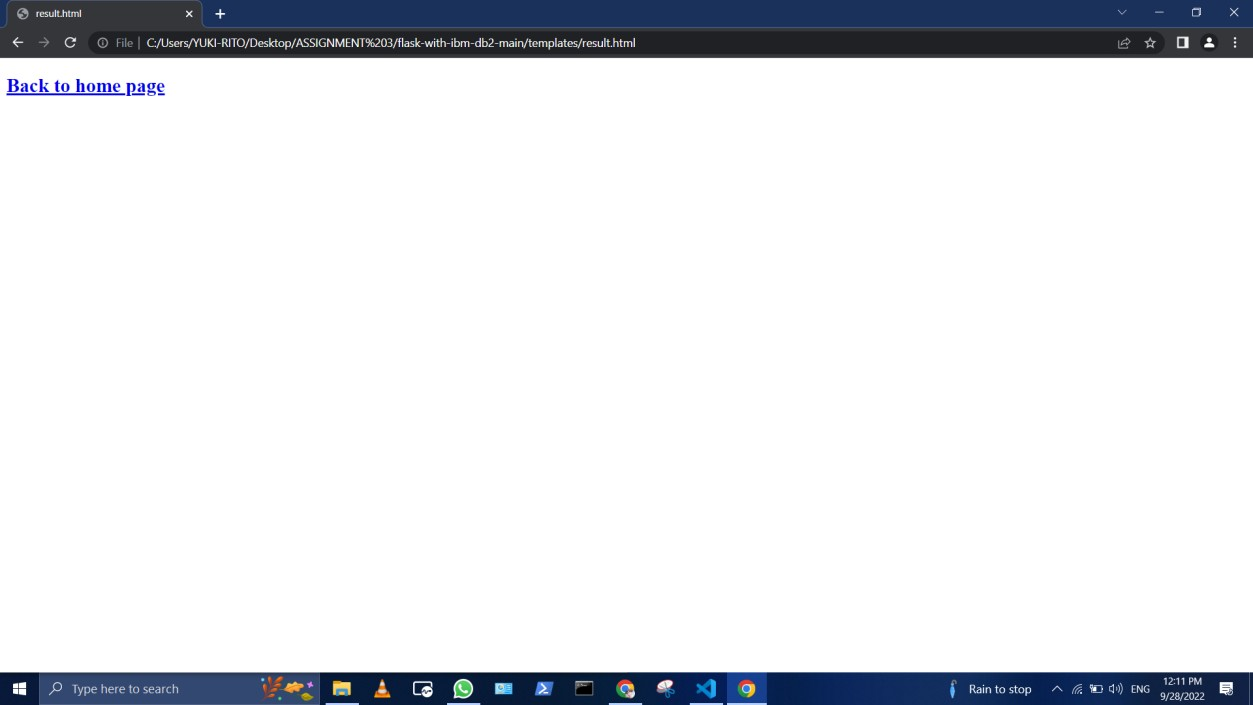 result.html
File | C:/Users/YUKI-RITO/Desktop/ASSIGNMENT%203/flask-with-ibm-db2-main/templates/result.html
Back to home page
Type here to search
Rain to stop
ENG
12:11 PM
9/28/2022